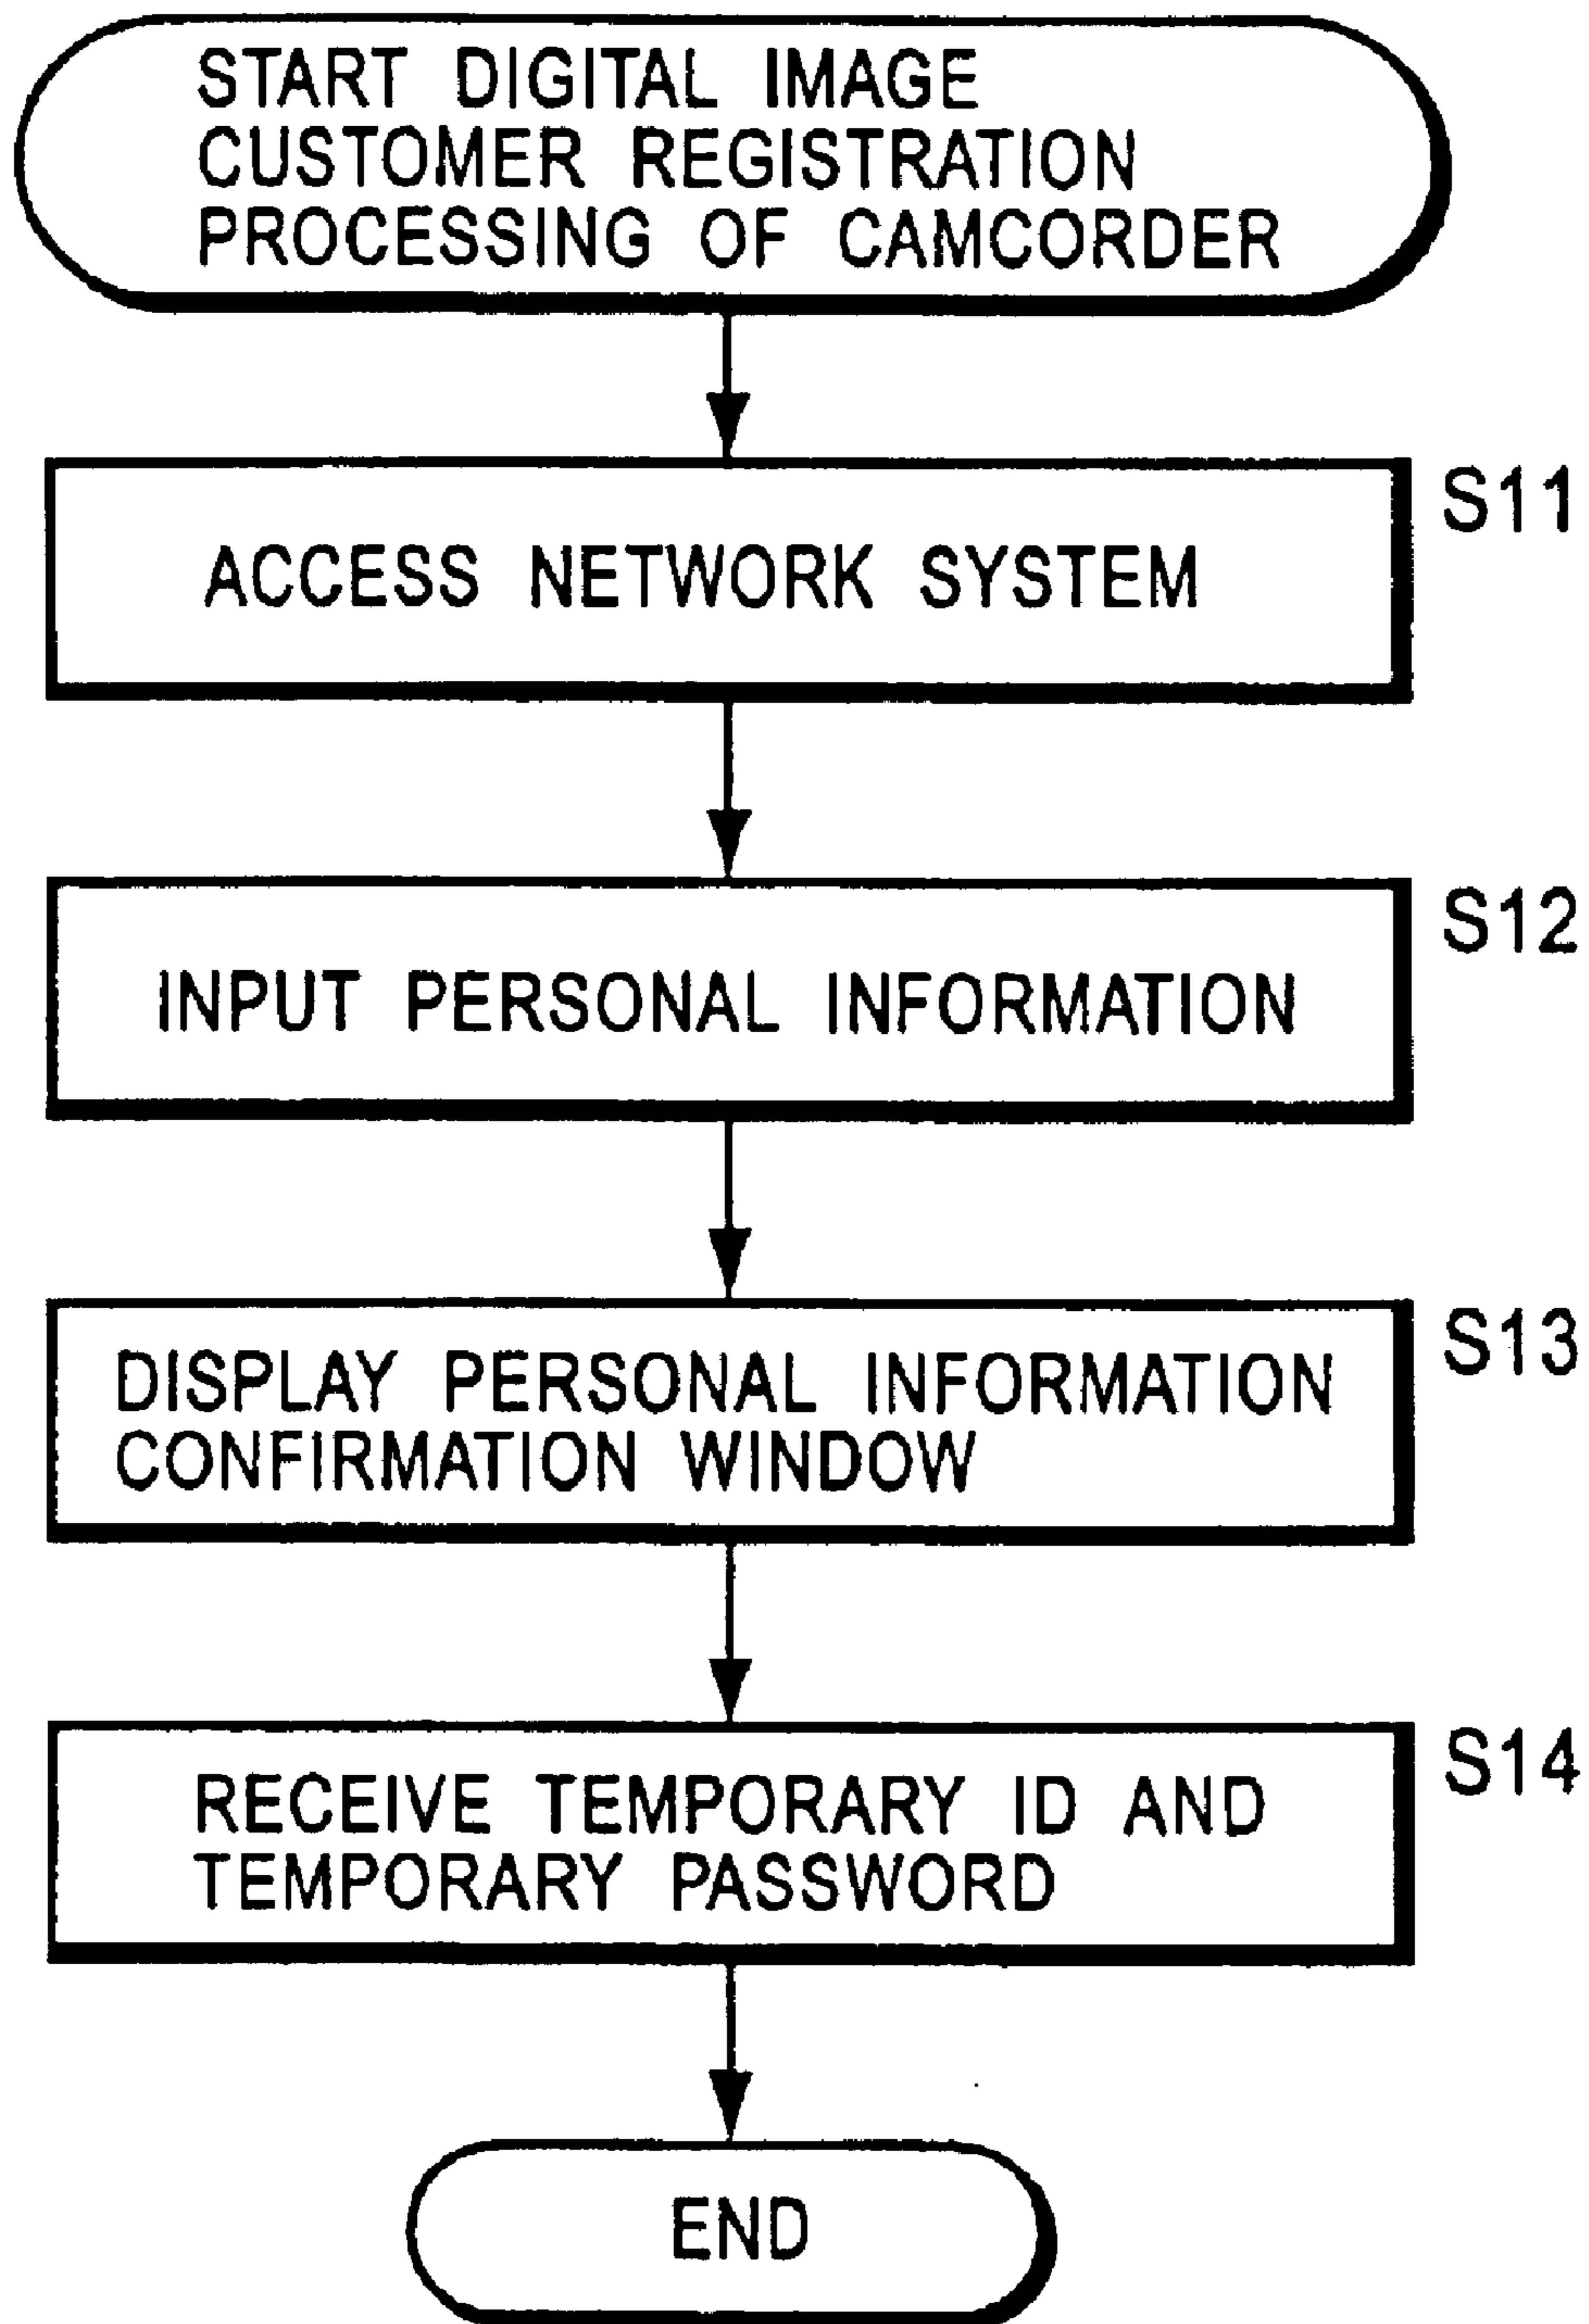 START DIGITAL IMAGE
CUSTOMER REGISTRATION
PROCESSING OF CAMCORDER
S11
ACCESS NETWORK SYSTEM
S12
INPUT PERSONAL INFORMATION
S13
DISPLAY PERSONAL INFORMATION
CONFIRMATION WINDOW
S14
RECEIVE TEMPORARY ID AND
TEMPORARY PASSWORD
END